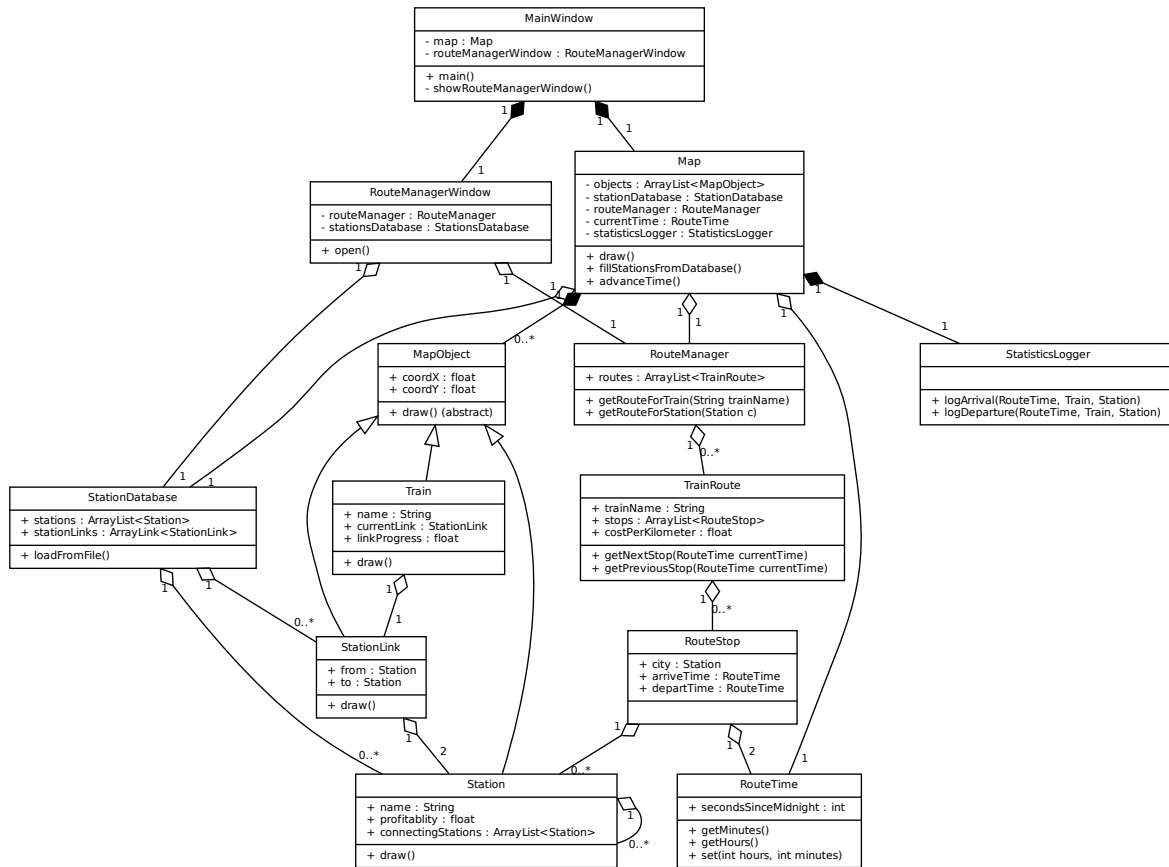 MainWindow
- map : Map
- routeManagerWindow : RouteManagerWindow
+ main()
- showRouteManagerWindow()
1
1
1
1
Map
- objects : ArrayList<MapObject>
- stationDatabase : StationDatabase
- routeManager : RouteManager
- currentTime : RouteTime
- statisticsLogger : StatisticsLogger
+ draw()
+ fillStationsFromDatabase()
+ advanceTime()
RouteManagerWindow
- routeManager : RouteManager
- stationsDatabase : StationsDatabase
+ open()
1
1
1
1
1
1
1
1
1
1
0..*
MapObject
+ coordX : float
+ coordY : float
+ draw() (abstract)
RouteManager
+ routes : ArrayList<TrainRoute>
+ getRouteForTrain(String trainName)
+ getRouteForStation(Station c)
StatisticsLogger
+ logArrival(RouteTime, Train, Station)
+ logDeparture(RouteTime, Train, Station)
1
0..*
1
1
StationDatabase
+ stations : ArrayList<Station>
+ stationLinks : ArrayLink<StationLink>
+ loadFromFile()
Train
+ name : String
+ currentLink : StationLink
+ linkProgress : float
+ draw()
TrainRoute
+ trainName : String
+ stops : ArrayList<RouteStop>
+ costPerKilometer : float
+ getNextStop(RouteTime currentTime)
+ getPreviousStop(RouteTime currentTime)
1
1
1
1
0..*
1
0..*
StationLink
+ from : Station
+ to : Station
+ draw()
RouteStop
+ city : Station
+ arriveTime : RouteTime
+ departTime : RouteTime
1
2
1
1
2
0..*
0..*
1
Station
+ name : String
+ profitablity : float
+ connectingStations : ArrayList<Station>
+ draw()
1
0..*
RouteTime
+ secondsSinceMidnight : int
+ getMinutes()
+ getHours()
+ set(int hours, int minutes)